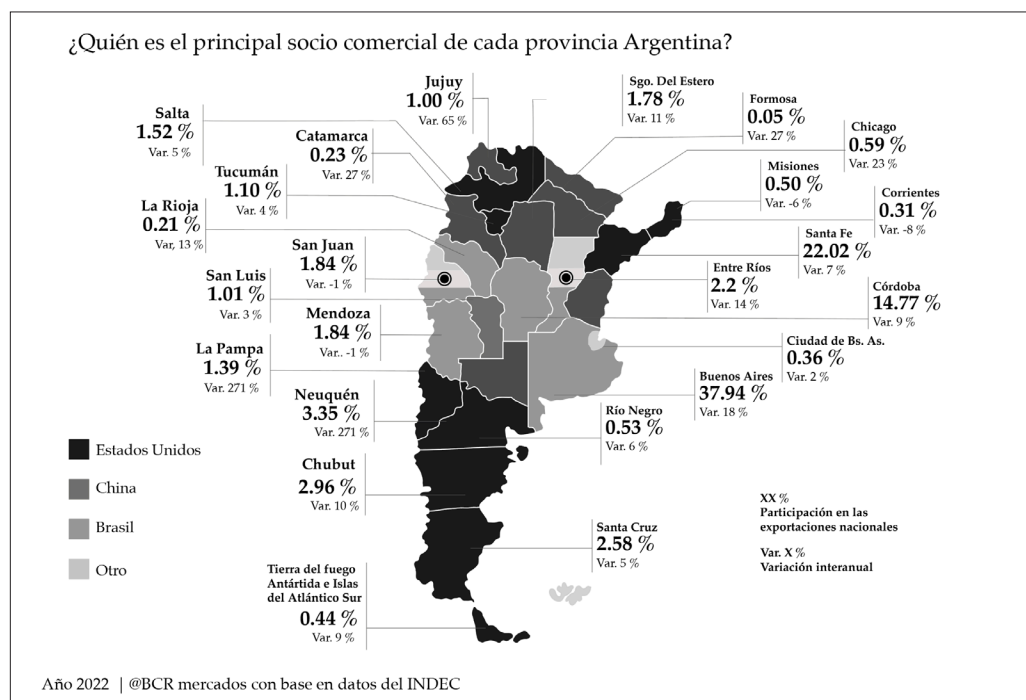 ¿Quién es el principal socio comercial de cada provincia Argentina?
Jujuy
1.00 %
Var. 65 %
Sgo. Del Estero
1.78 %
Var. 11 %
Formosa
0.05 %
Var. 27 %
Salta
1.52 %
Var. 5 %
Catamarca
0.23 %
Var. 27 %
Chicago
0.59 %
Var. 23 %
Tucumán
1.10 %
Var. 4 %
Misiones
0.50 %
Var. -6 %
La Rioja
0.21 %
Var, 13 %
Corrientes
0.31 %
Var. -8 %
San Juan
1.84 %
Var. -1 %
Santa Fe
22.02 %
Var. 7 %
San Luis
1.01 %
Var. 3 %
Entre Ríos
2.2 %
Var. 14 %
Córdoba
14.77 %
Var. 9 %
Mendoza
1.84 %
Var.. -1 %
Ciudad de Bs. As.
0.36 %
Var. 2 %
La Pampa
1.39 %
Var. 271 %
Buenos Aires
37.94 %
Var. 18 %
Neuquén
3.35 %
Var. 271 %
Río Negro
0.53 %
Var. 6 %
Estados Unidos
China
Brasil
Otro
Chubut
2.96 %
Var. 10 %
XX %
Participación en las
exportaciones nacionales
Var. X %
Variación interanual
Santa Cruz
2.58 %
Var. 5 %
Tierra del fuego
Antártida e Islas
del Atlántico Sur
0.44 %
Var. 9 %
Año 2022 | @BCR mercados con base en datos del INDEC